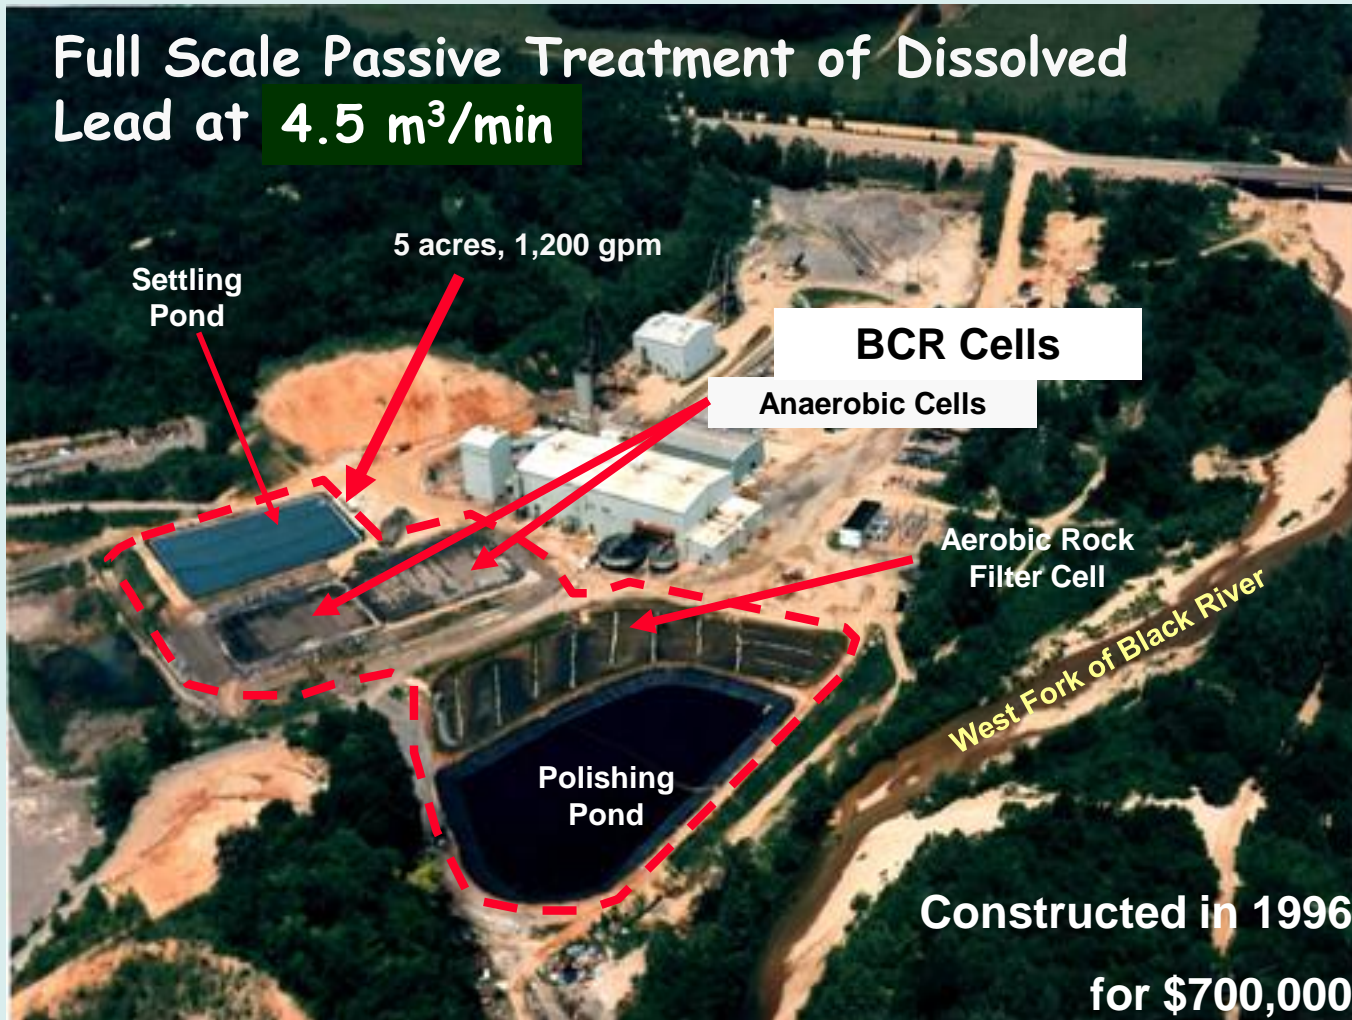 Full Scale Passive Treatment of Dissolved
Lead at 4.5 m³/min
5 acres, 1,200 gpm
Settling
Pond
BCR Cells
Anaerobic Cells
Aerobic Rock
Filter Cell
West Fork of Black River
Polishing
Pond
Constructed in 1996
for $700,000